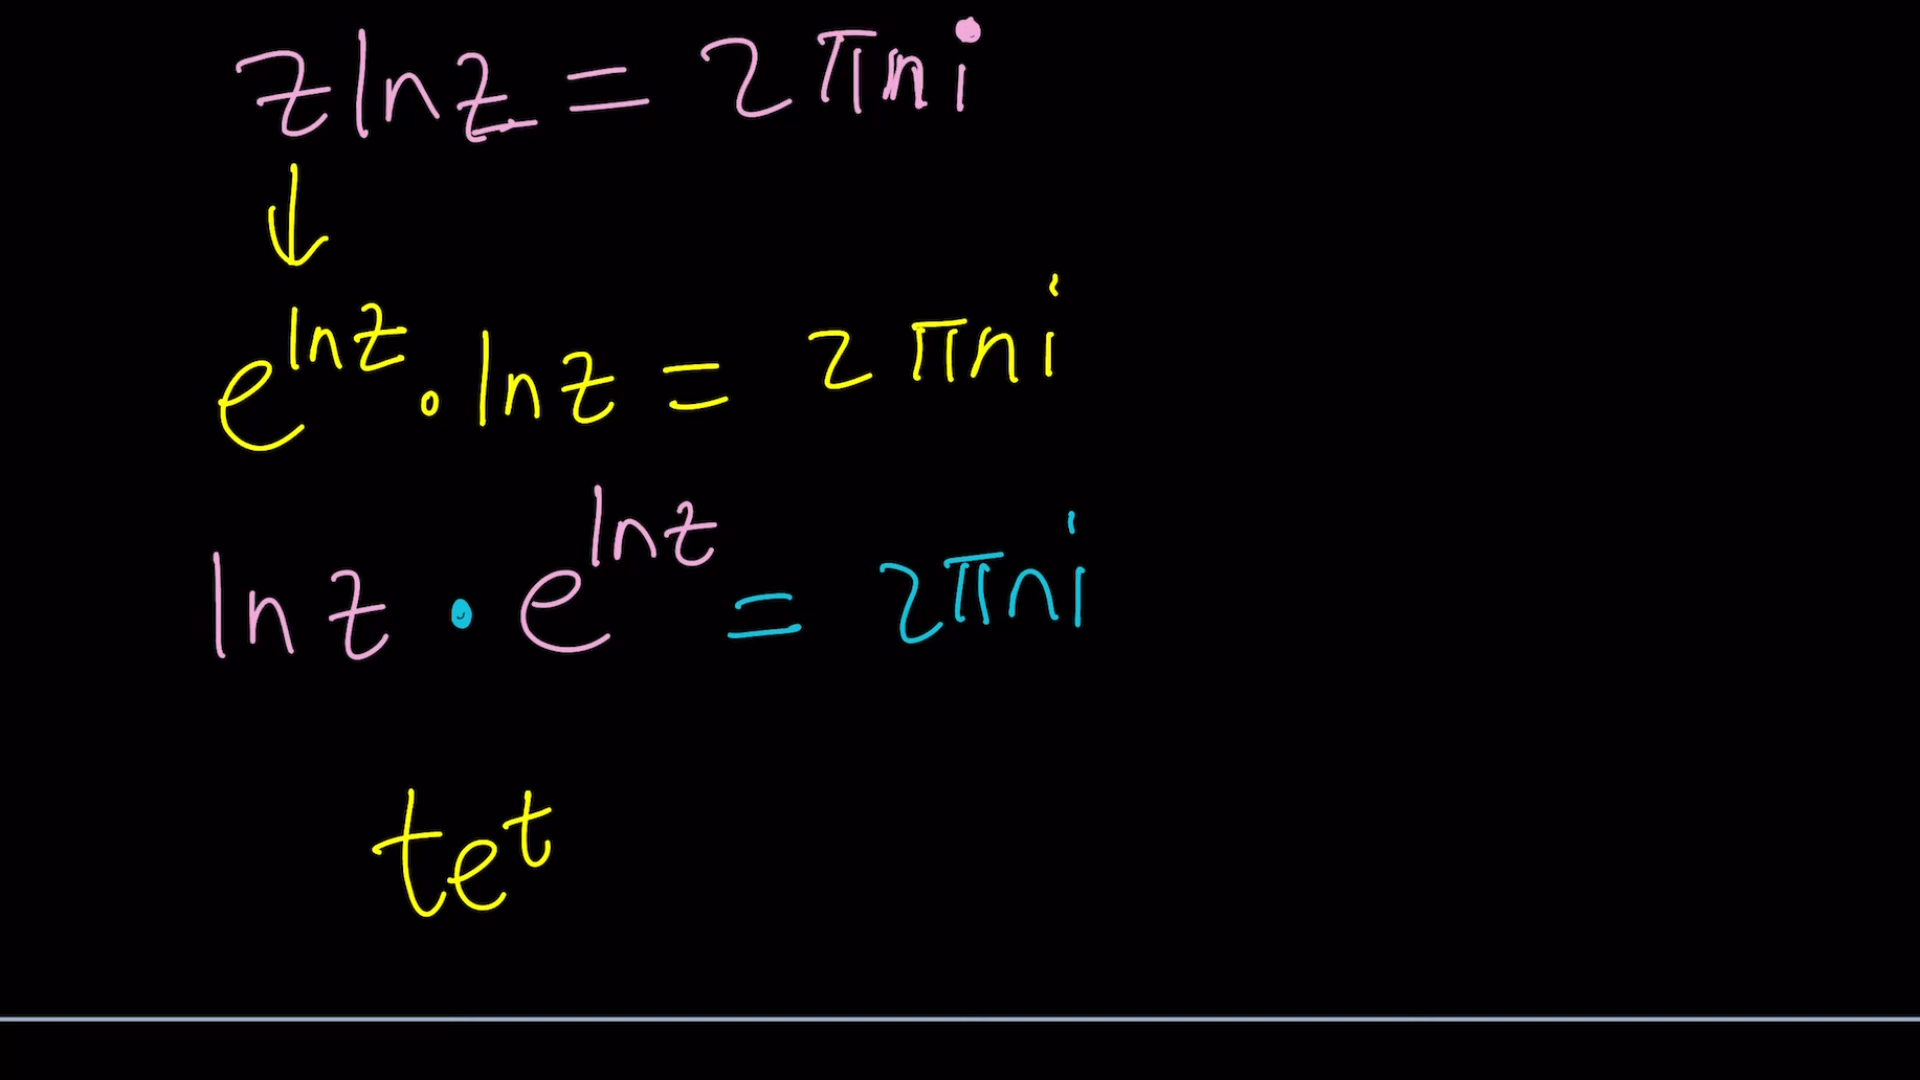 z ln z = 2πni
e^{ln z} · ln z = 2πni
ln z · e^{ln z} = 2πni
te^t